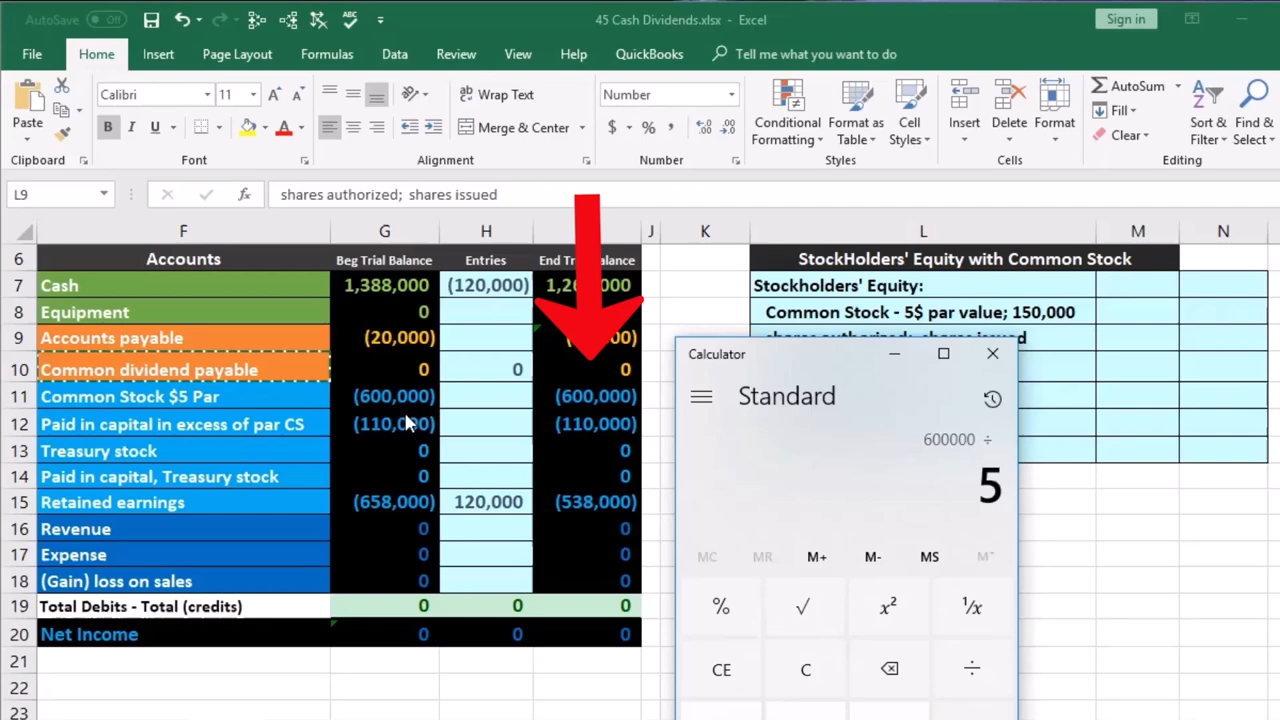 AutoSave Off 45 Cash Dividends.xlsx - Excel Sign in
File Home Insert Page Layout Formulas Data Review View Help QuickBooks Tell me what you want to do
Paste Calibri 11 A A Wrap Text Number Conditional Formatting Format as Table Cell Styles Insert Delete Format AutoSum Sort & Filter Find & Select
B I U A Merge & Center $ % , Fill Clear
Clipboard Font Alignment Number Styles Cells Editing
L9 fx shares authorized; shares issued
F G H J K L M N
6 Accounts Beg Trial Balance Entries End Balance StockHolders' Equity with Common Stock
7 Cash 1,388,000 (120,000) Stockholders' Equity:
8 Equipment 0 Common Stock - 5$ par value; 150,000
9 Accounts payable (20,000) shares authorized; shares issued
10 Common dividend payable 0 0 0
11 Common Stock $5 Par (600,000) (600,000)
12 Paid in capital in excess of par CS (110,000) (110,000)
13 Treasury stock 0 0
14 Paid in capital, Treasury stock 0 0
15 Retained earnings (658,000) 120,000 (538,000)
16 Revenue 0 0
17 Expense 0 0
18 (Gain) loss on sales 0 0
19 Total Debits - Total (credits) 0 0 0
20 Net Income 0 0 0
21
22
23
Calculator
Standard
600000 ÷
5
MC MR M+ M- MS M˅
% √ x² ¹/x
CE C ÷